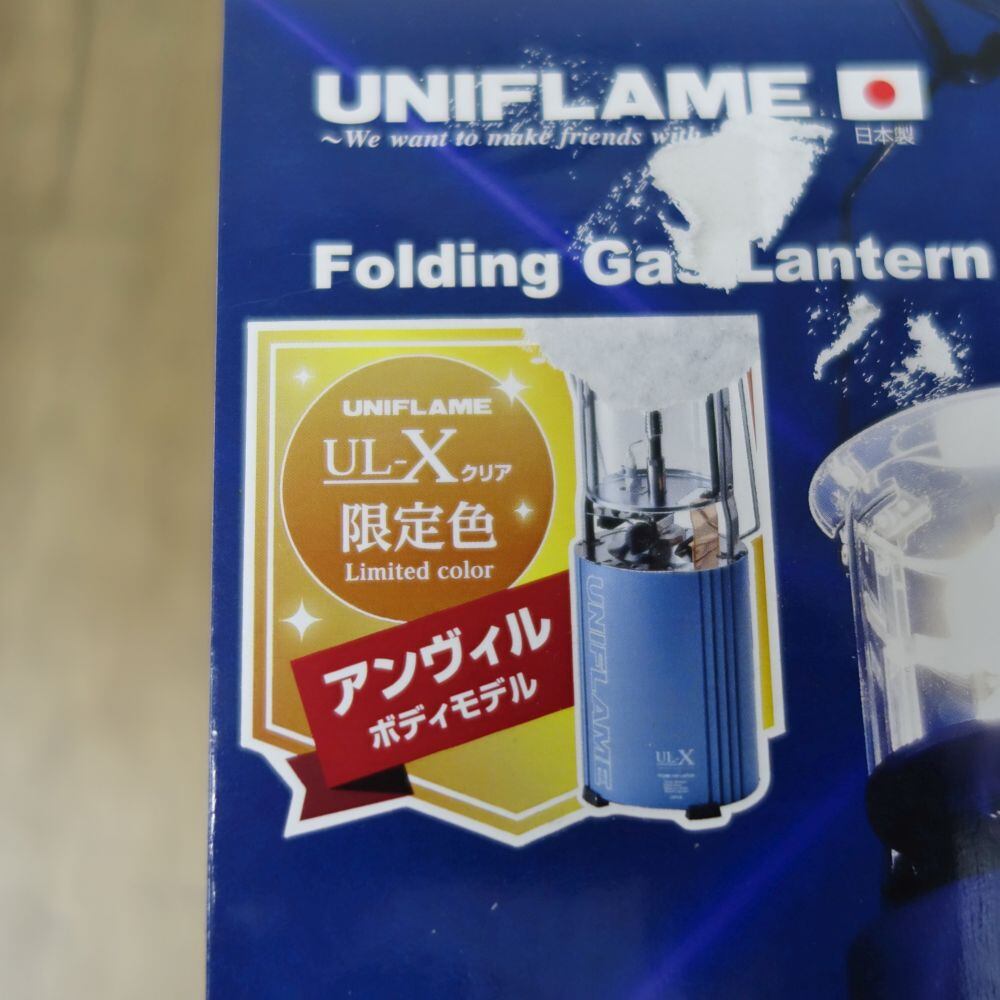 UNIFLAME
~We want to make friends with
日本製
Folding Gas Lantern
UNIFLAME
UL-X クリア
限定色
Limited color
アンヴィル
ボディモデル
UNIFLAME
UL-X